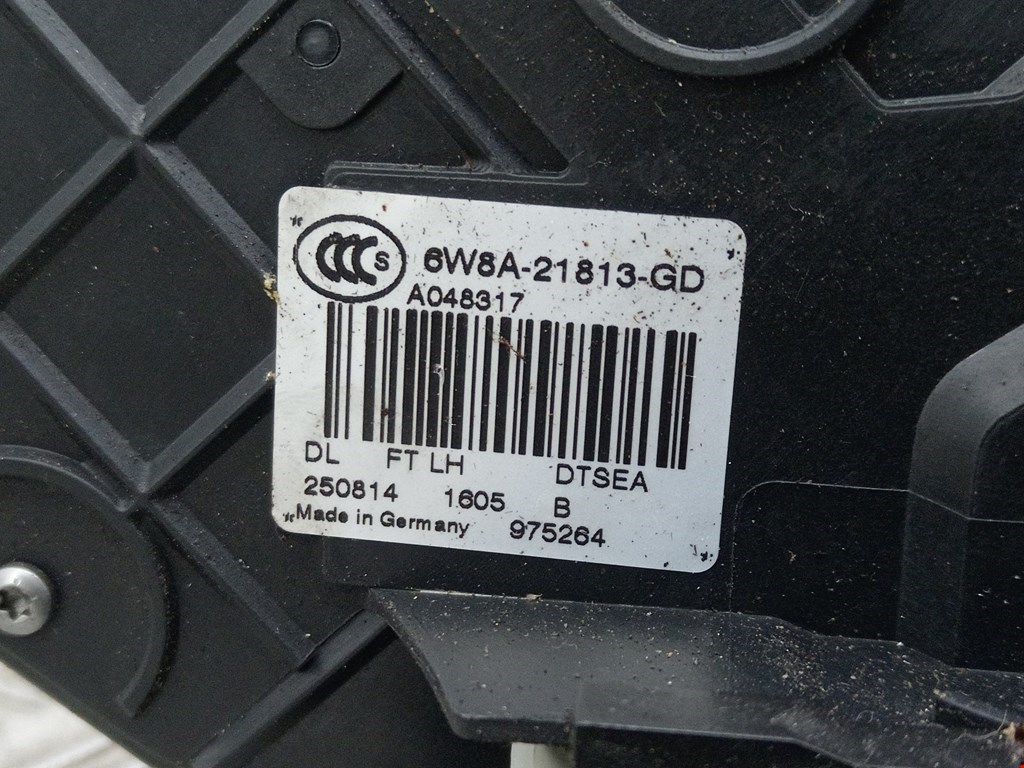 CCC S 6W8A-21813-GD
A048317
DL FT LH DTSEA
250814 1605 B
Made in Germany 975264